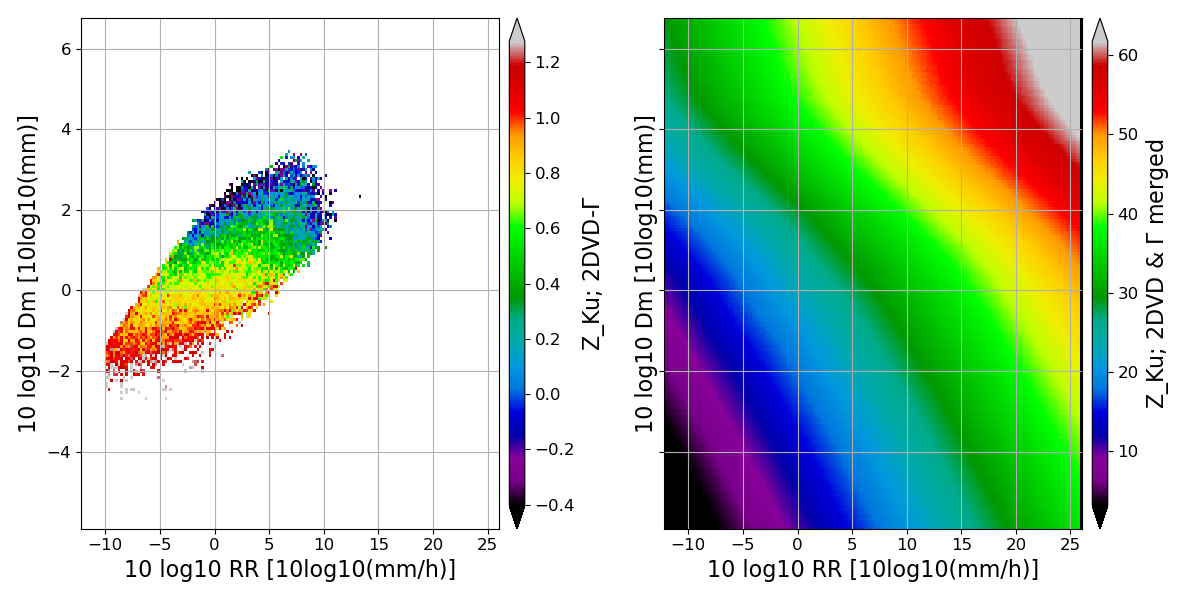 10 log10 Dm [10log10(mm)]
6
4
2
0
−2
−4
−10 −5 0 5 10 15 20 25
10 log10 RR [10log10(mm/h)]
1.2
1.0
0.8
0.6
0.4
0.2
0.0
−0.2
−0.4
Z_Ku; 2DVD-Γ
10 log10 Dm [10log10(mm)]
−10 −5 0 5 10 15 20 25
10 log10 RR [10log10(mm/h)]
60
50
40
30
20
10
Z_Ku; 2DVD & Γ merged